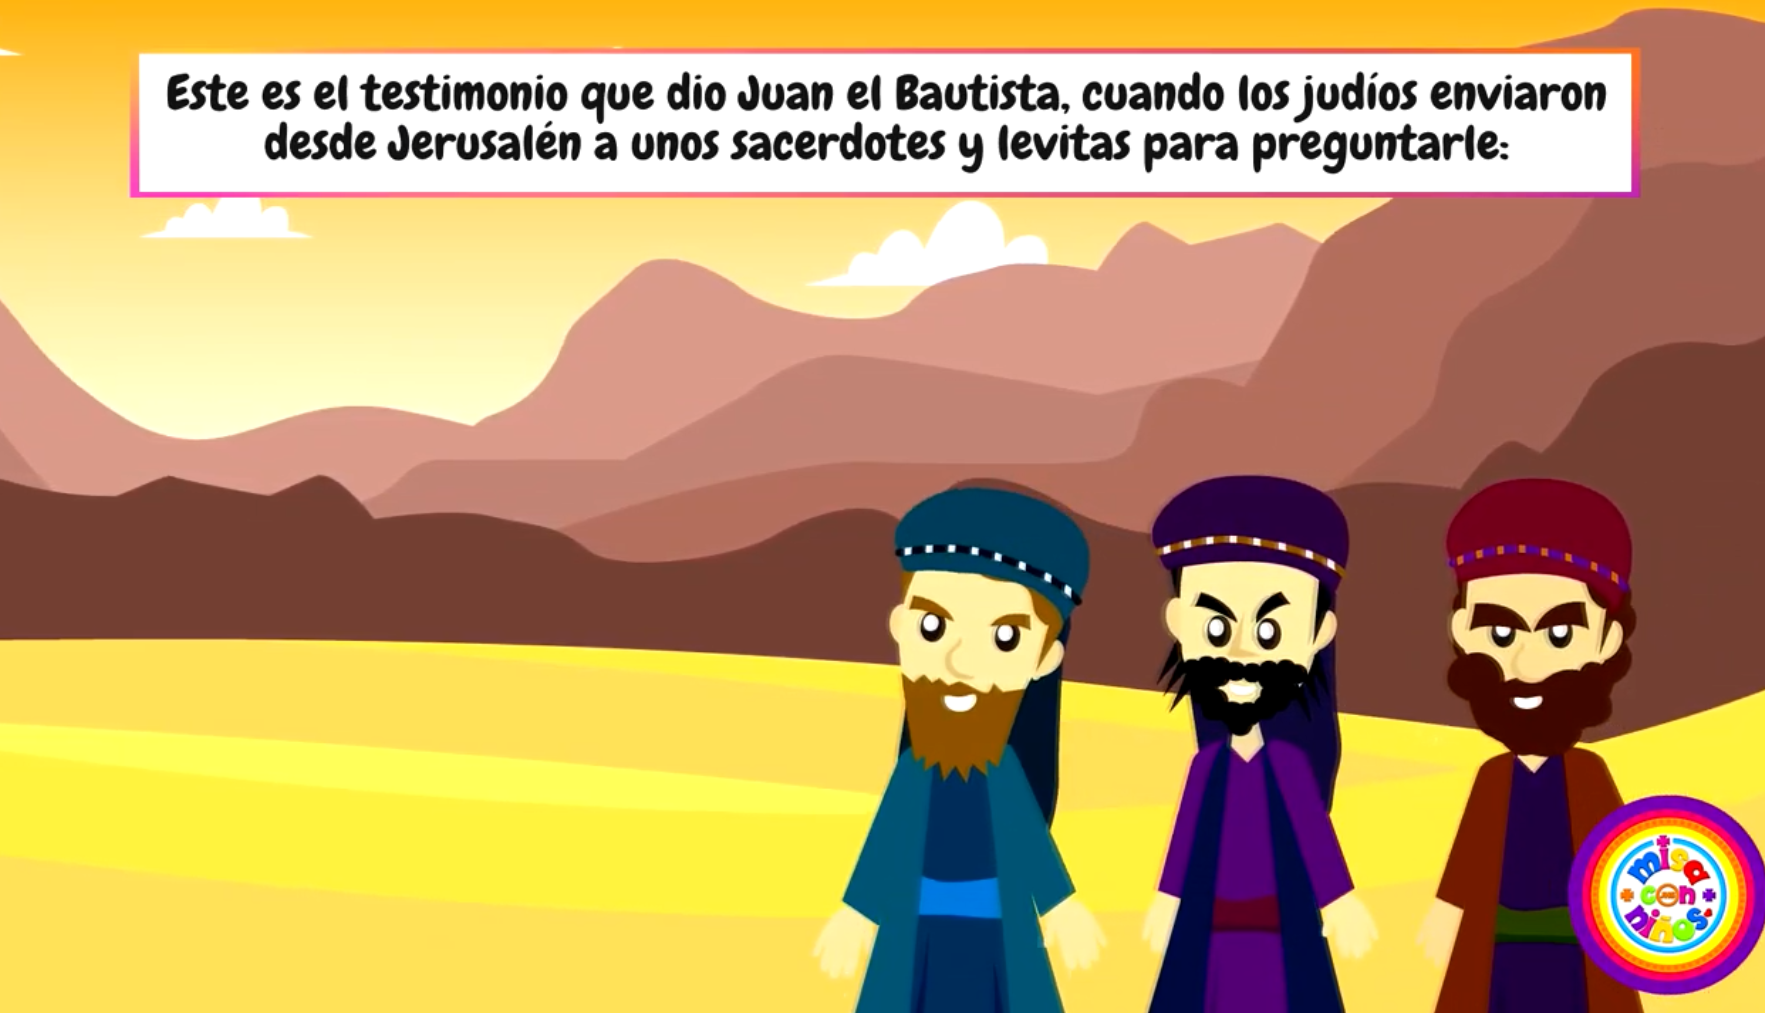 Este es el testimonio que dio Juan el Bautista, cuando los judíos enviaron
desde Jerusalén a unos sacerdotes y levitas para preguntarle:
misa
con
niños